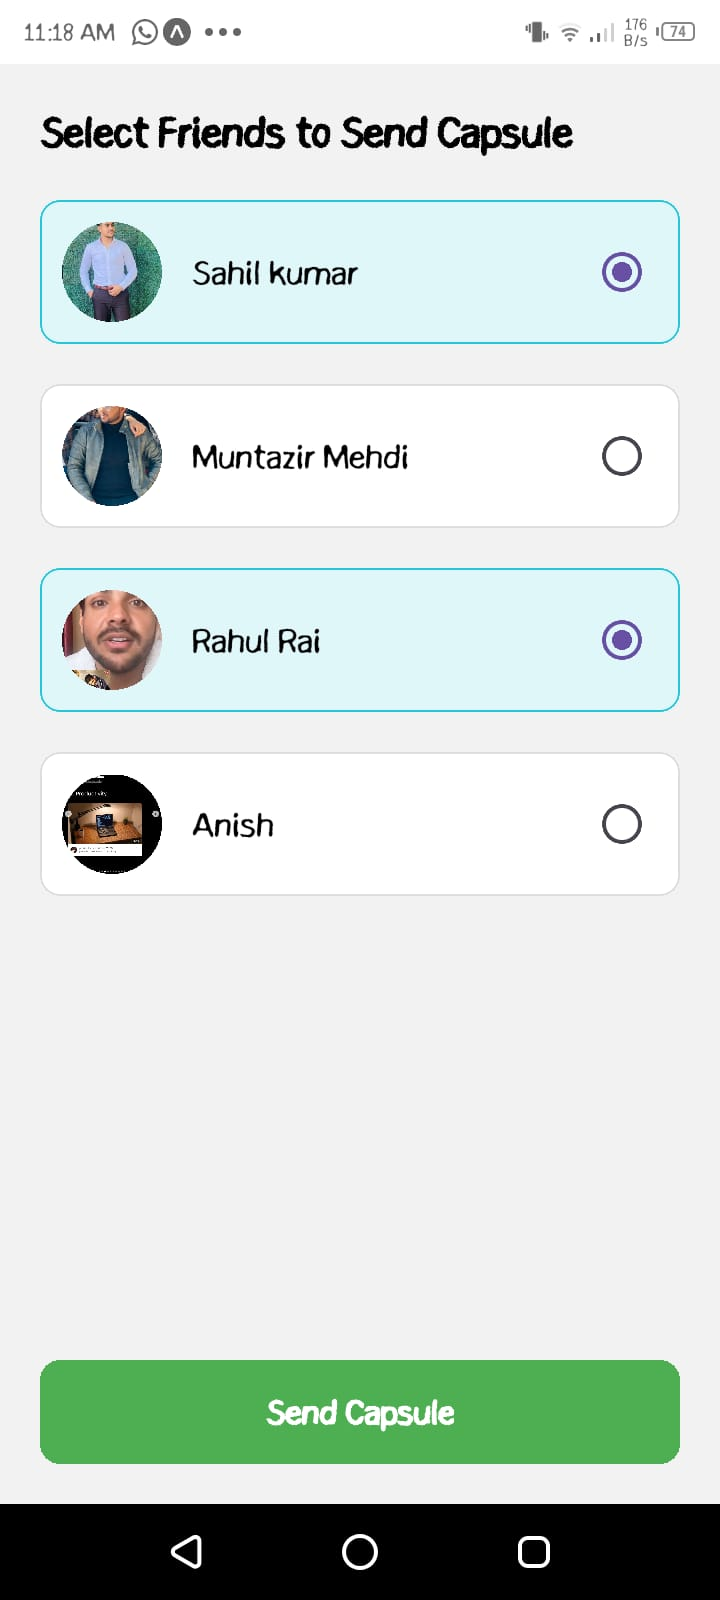 11:18 AM
176
B/s
74
Select Friends to Send Capsule
Sahil kumar
Muntazir Mehdi
Rahul Rai
Productivity
Anish
Send Capsule